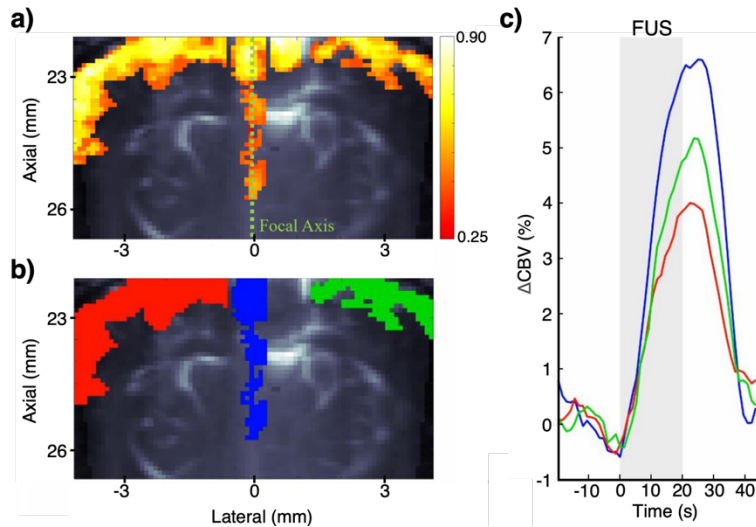 a)
0.90
23
Axial (mm)
26
Focal Axis
0.25
-3
0
3
b)
23
Axial (mm)
26
-3
0
3
Lateral (mm)
c)
FUS
7
6
5
4
3
2
1
0
-1
ΔCBV (%)
-10 0 10 20 30 40
Time (s)